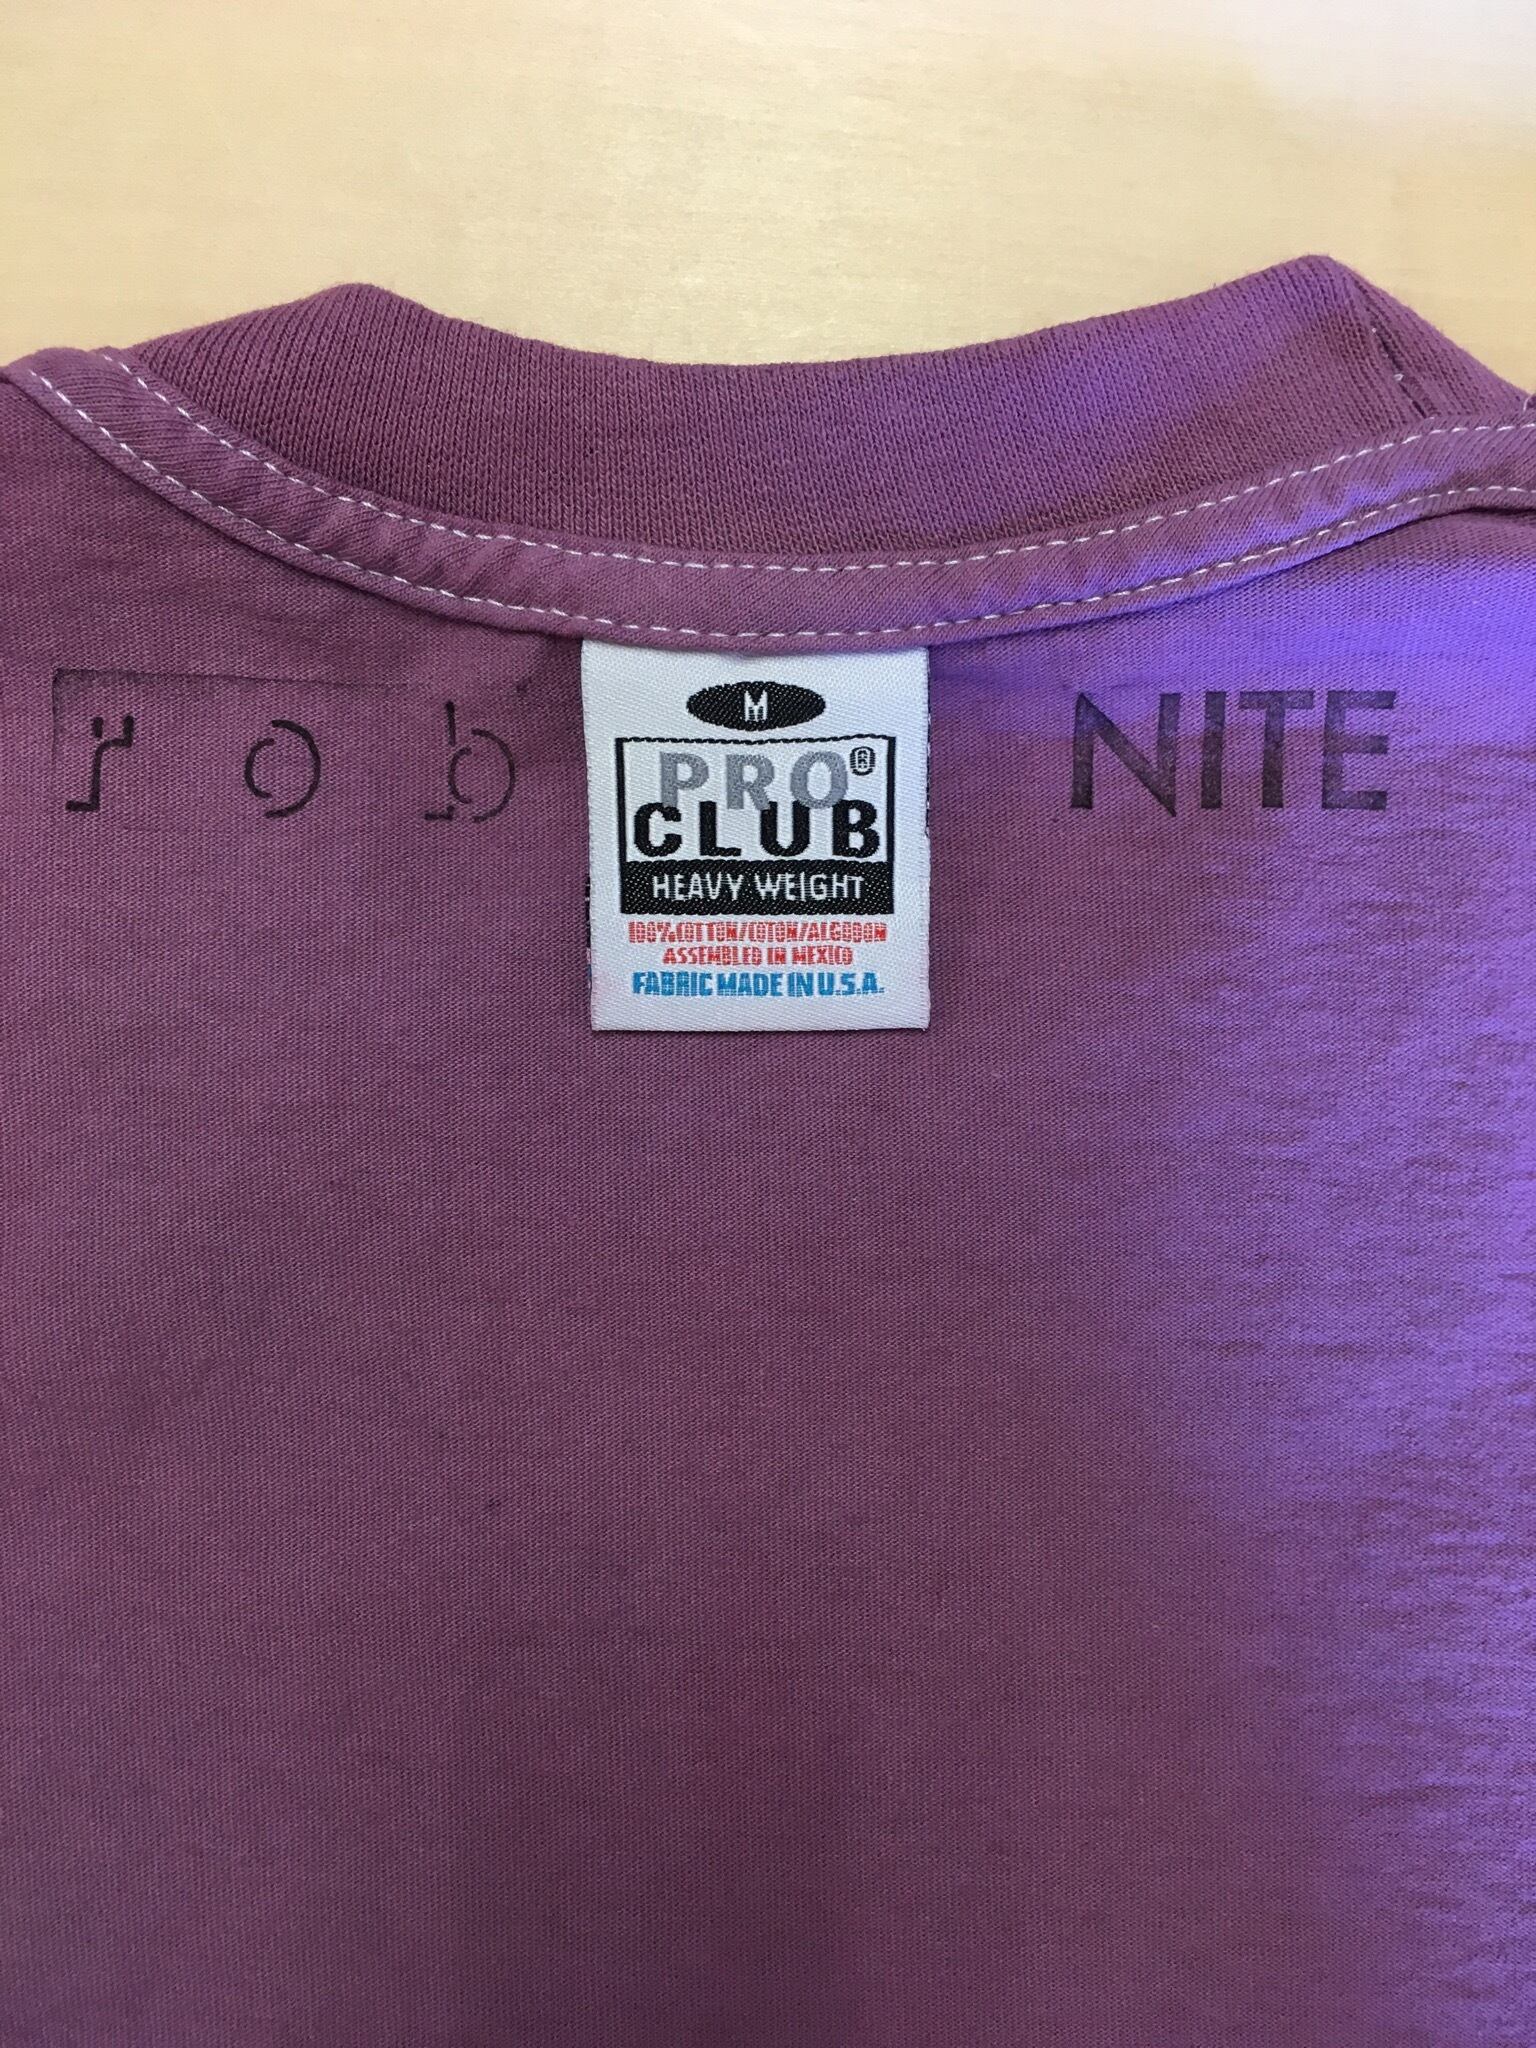 rob
NITE
M
PRO®
CLUB
HEAVY WEIGHT
100%COTTON/COTON/ALGODON
ASSEMBLED IN MEXICO
FABRIC MADE IN U.S.A.